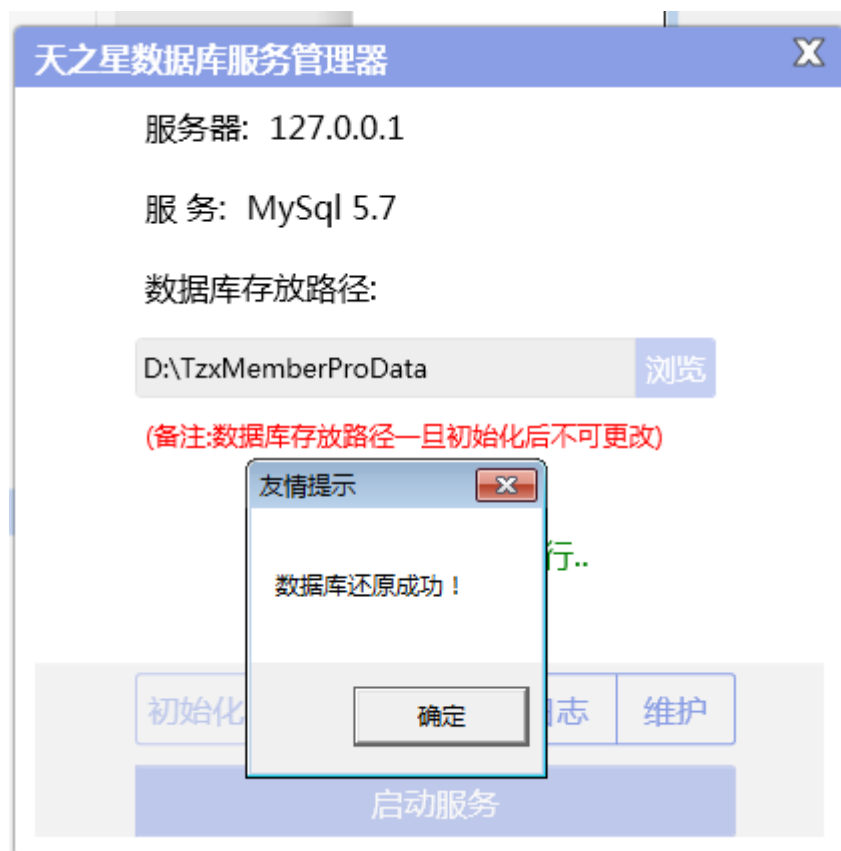 天之星数据库服务管理器
服务器: 127.0.0.1
服 务: MySql 5.7
数据库存放路径:
D:\TzxMemberProData 浏览
(备注:数据库存放路径一旦初始化后不可更改)
友情提示
行..
数据库还原成功！
初始化 确定 志 维护
启动服务